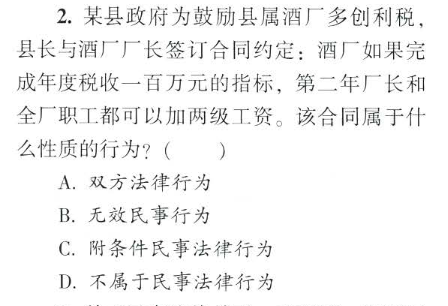 2. 某县政府为鼓励县属酒厂多创利税，
县长与酒厂厂长签订合同约定：酒厂如果完
成年度税收一百万元的指标，第二年厂长和
全厂职工都可以加两级工资。该合同属于什
么性质的行为？（　　）
A. 双方法律行为
B. 无效民事行为
C. 附条件民事法律行为
D. 不属于民事法律行为